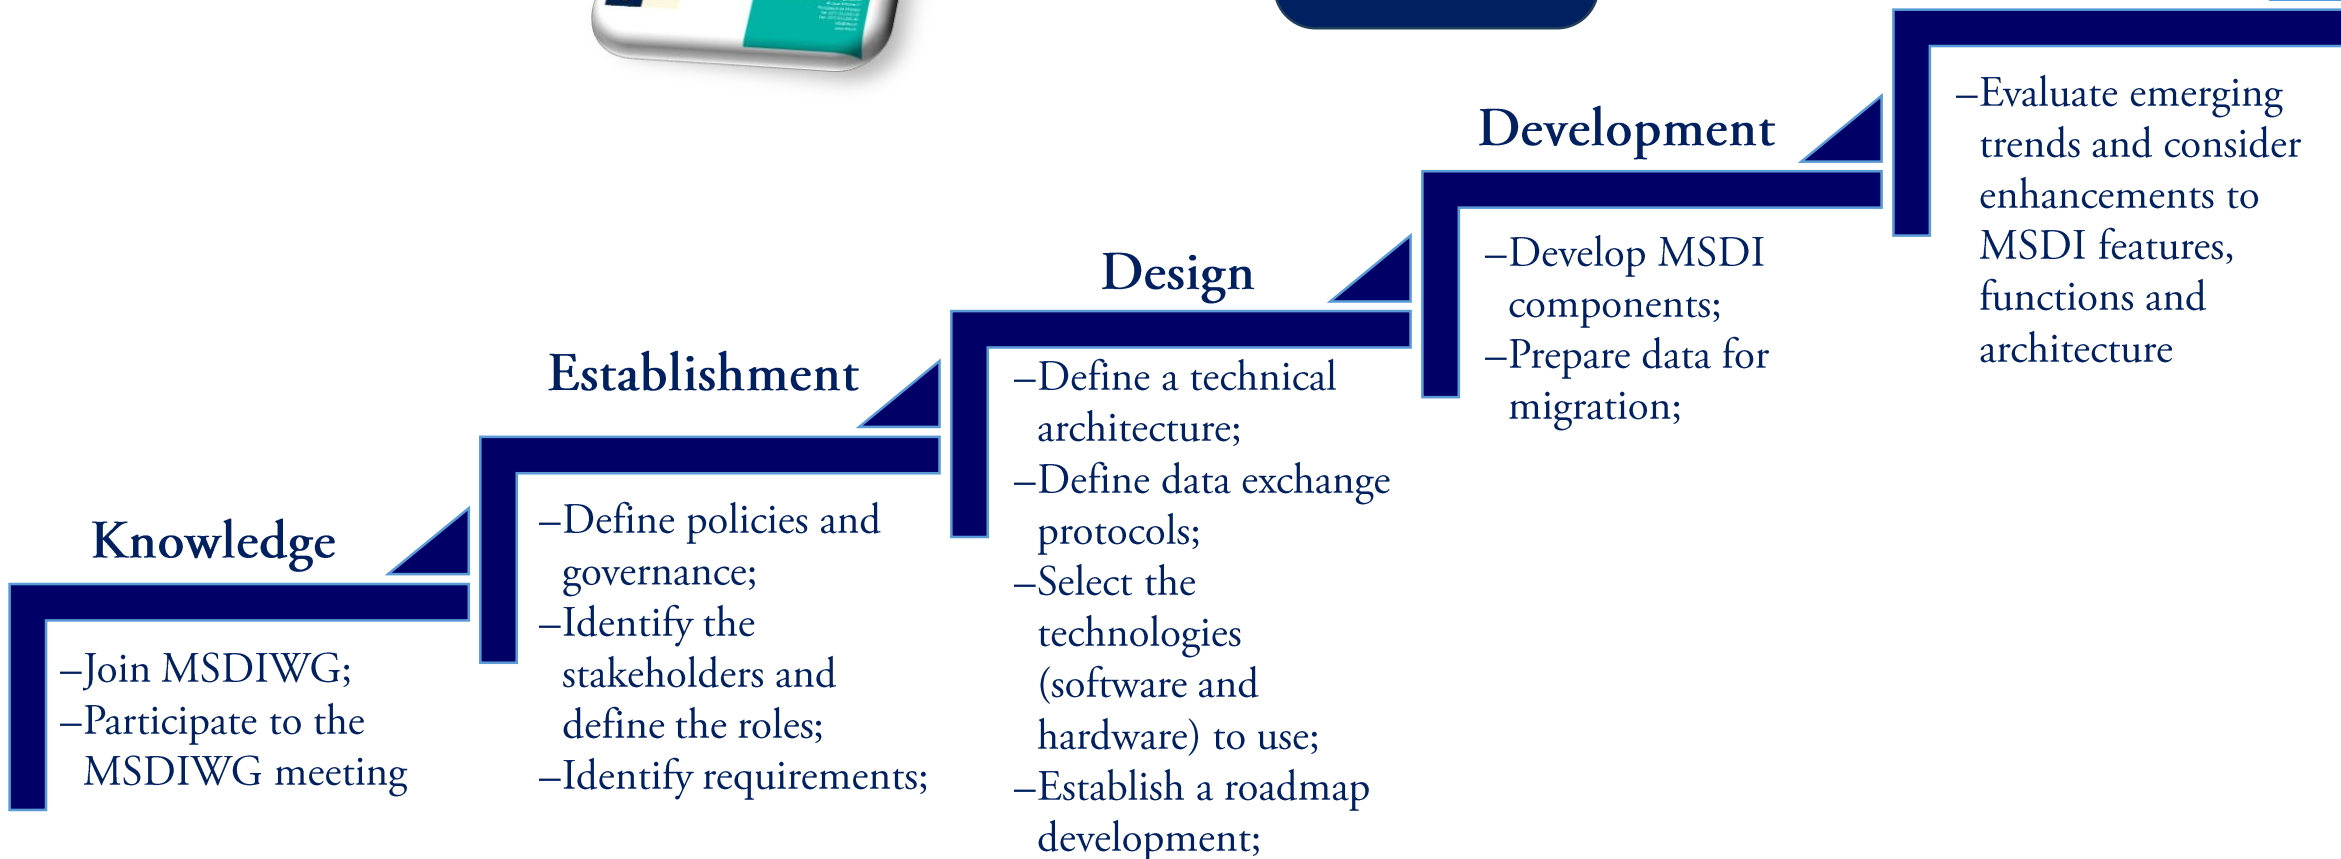 Knowledge
–Join MSDIWG;
–Participate to the
MSDIWG meeting
Establishment
–Define policies and
governance;
–Identify the
stakeholders and
define the roles;
–Identify requirements;
Design
–Define a technical
architecture;
–Define data exchange
protocols;
–Select the
technologies
(software and
hardware) to use;
–Establish a roadmap
development;
Development
–Develop MSDI
components;
–Prepare data for
migration;
–Evaluate emerging
trends and consider
enhancements to
MSDI features,
functions and
architecture